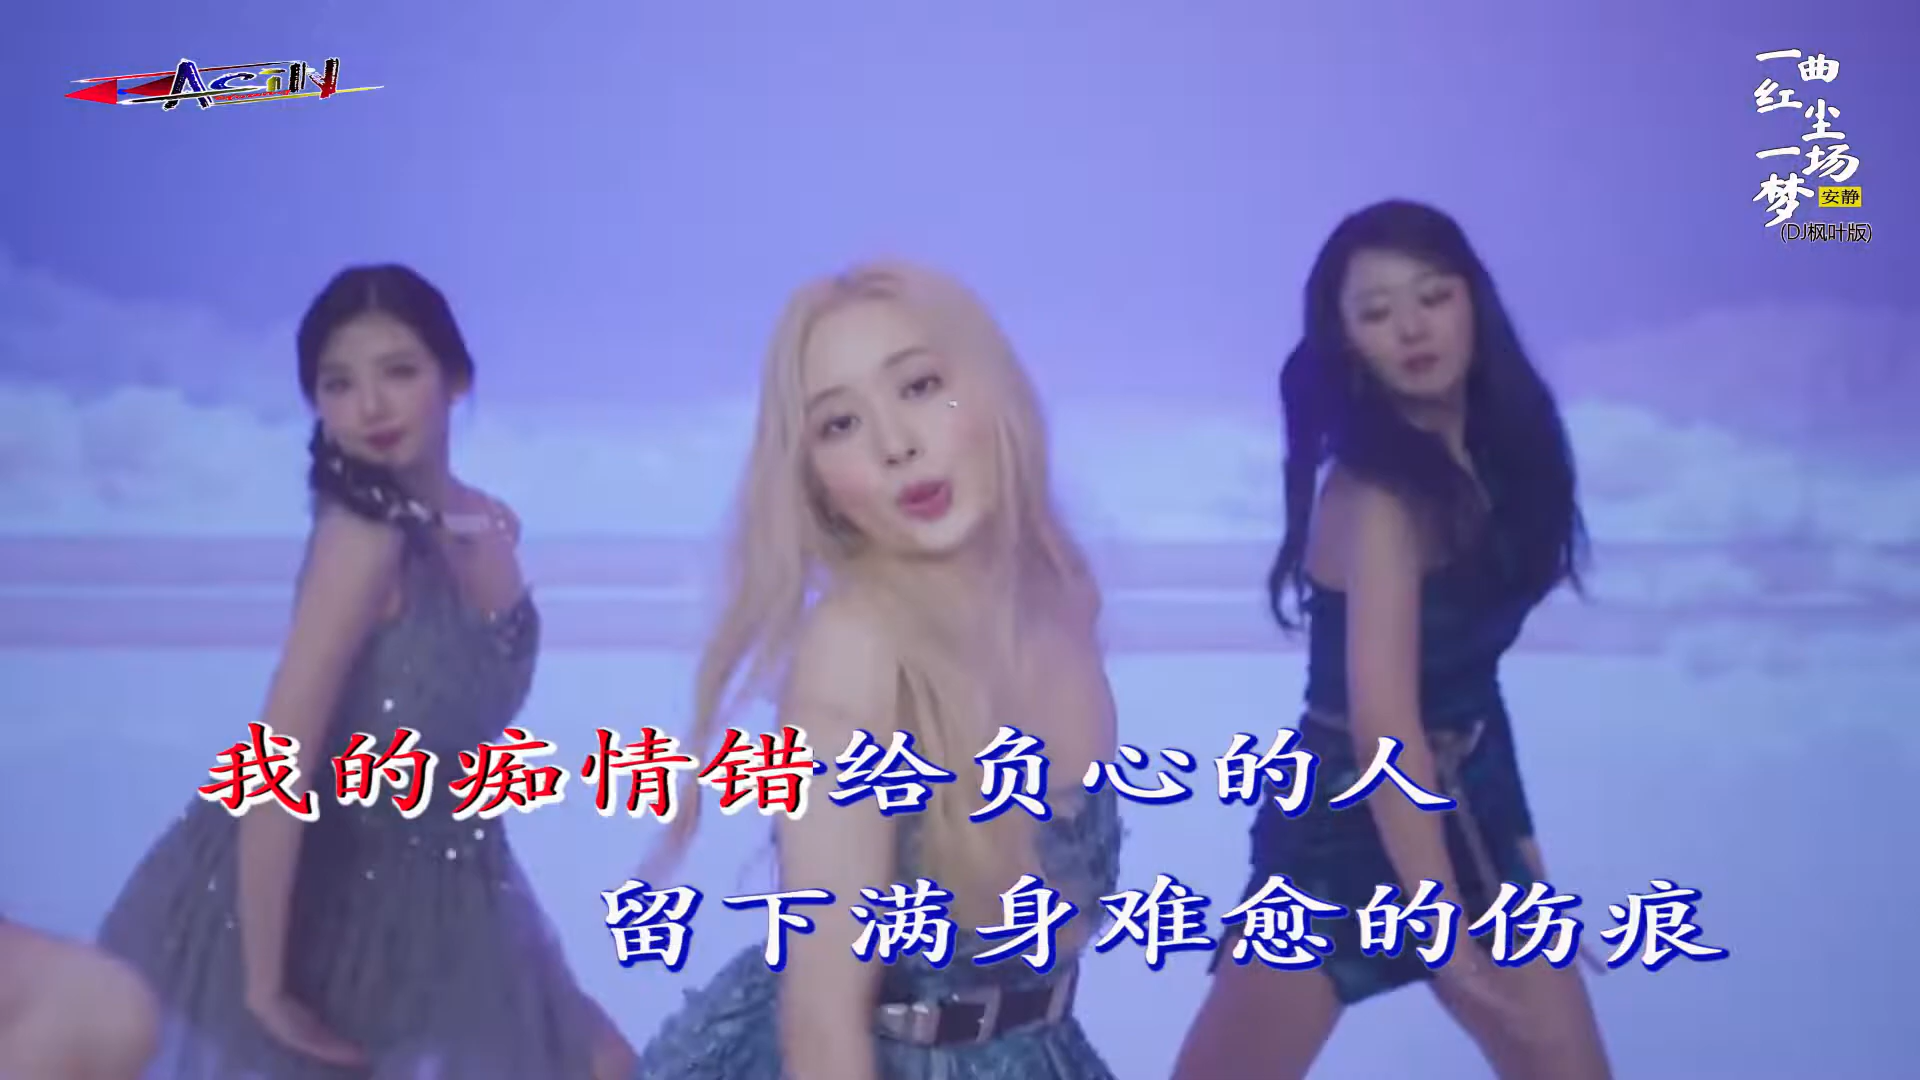 ACIN
一曲
红尘
一场
梦
安静
(DJ枫叶版)
我的痴情错给负心的人
留下满身难愈的伤痕